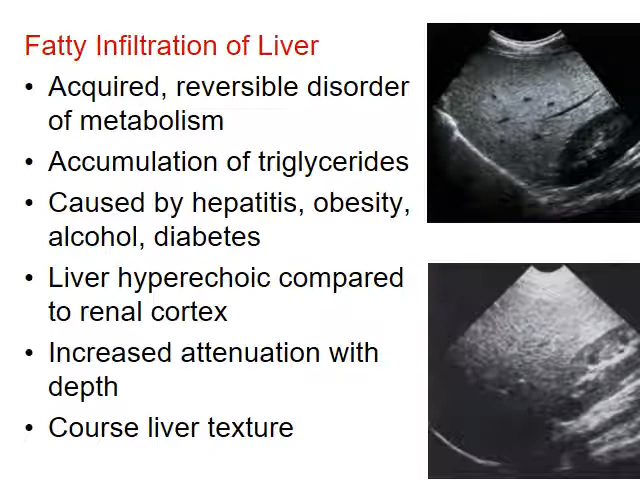 Fatty Infiltration of Liver
• Acquired, reversible disorder
of metabolism
• Accumulation of triglycerides
• Caused by hepatitis, obesity,
alcohol, diabetes
• Liver hyperechoic compared
to renal cortex
• Increased attenuation with
depth
• Course liver texture